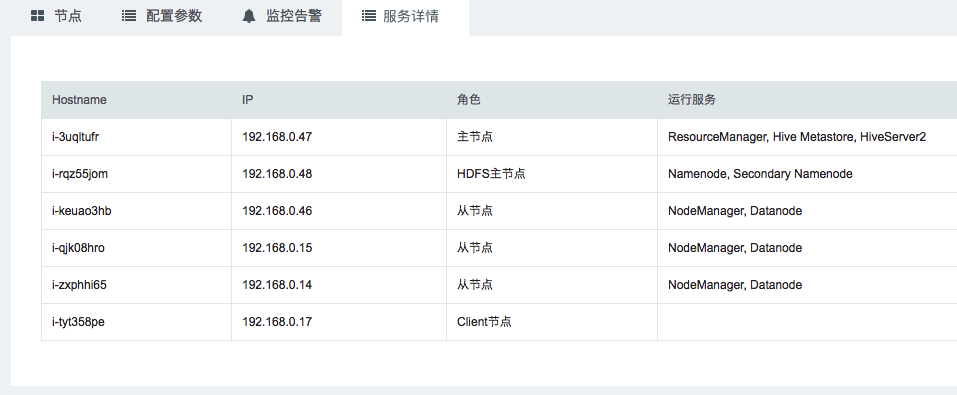 节点 配置参数 监控告警 服务详情
Hostname IP 角色 运行服务
i-3uqltufr 192.168.0.47 主节点 ResourceManager, Hive Metastore, HiveServer2
i-rqz55jom 192.168.0.48 HDFS主节点 Namenode, Secondary Namenode
i-keuao3hb 192.168.0.46 从节点 NodeManager, Datanode
i-qjk08hro 192.168.0.15 从节点 NodeManager, Datanode
i-zxphhi65 192.168.0.14 从节点 NodeManager, Datanode
i-tyt358pe 192.168.0.17 Client节点